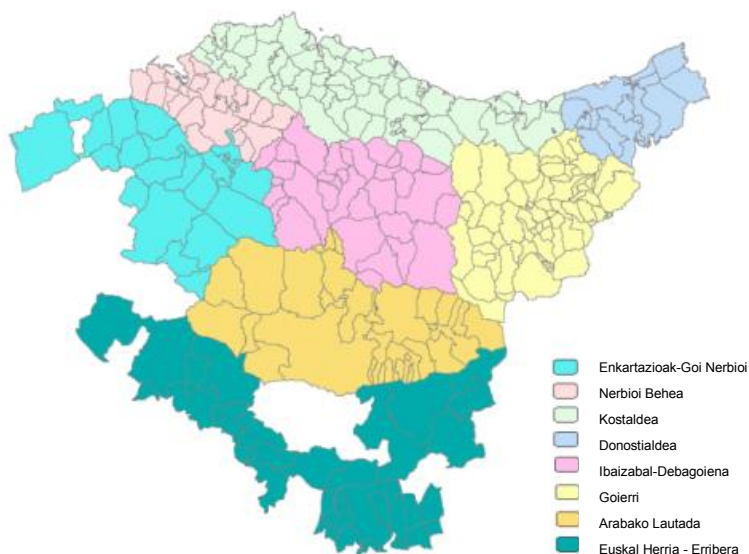 Enkartazioak-Goi Nerbioi
Nerbioi Behea
Kostaldea
Donostialdea
Ibaizabal-Debagoiena
Goierri
Arabako Lautada
Euskal Herria - Erribera